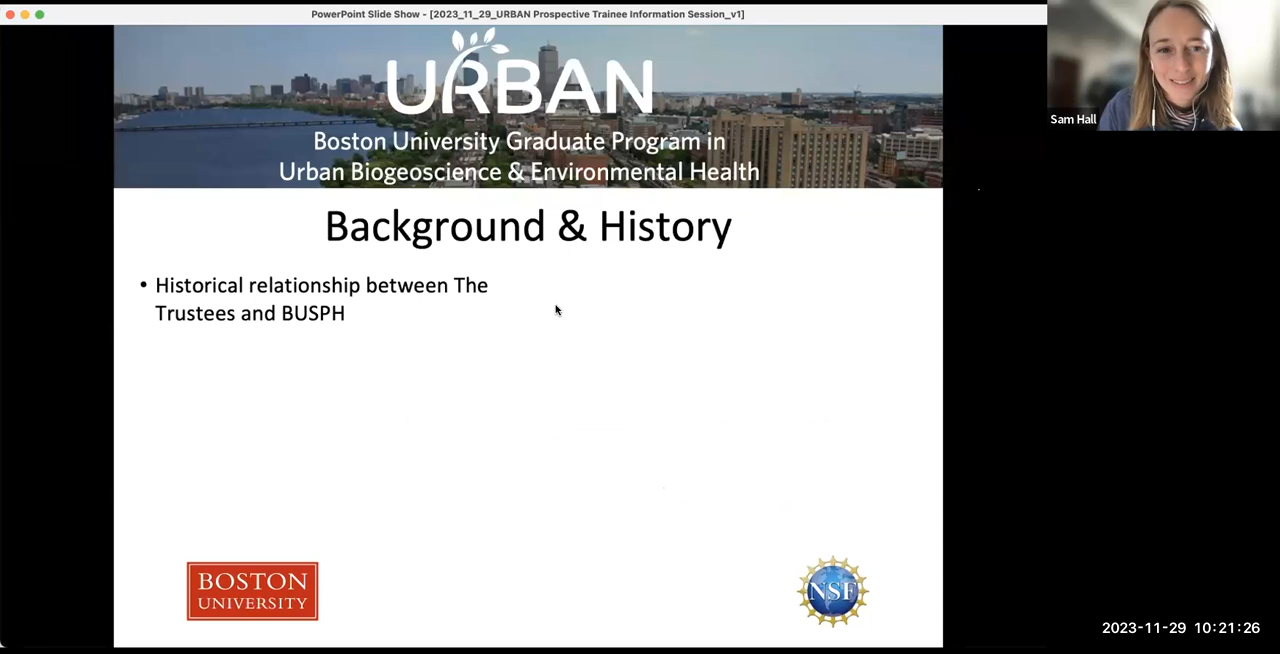 PowerPoint Slide Show - [2023_11_29_URBAN Prospective Trainee Information Session_v1]
URBAN
Boston University Graduate Program in
Urban Biogeoscience & Environmental Health
Sam Hall
Background & History
• Historical relationship between The
Trustees and BUSPH
BOSTON
UNIVERSITY
NSF
2023-11-29 10:21:26